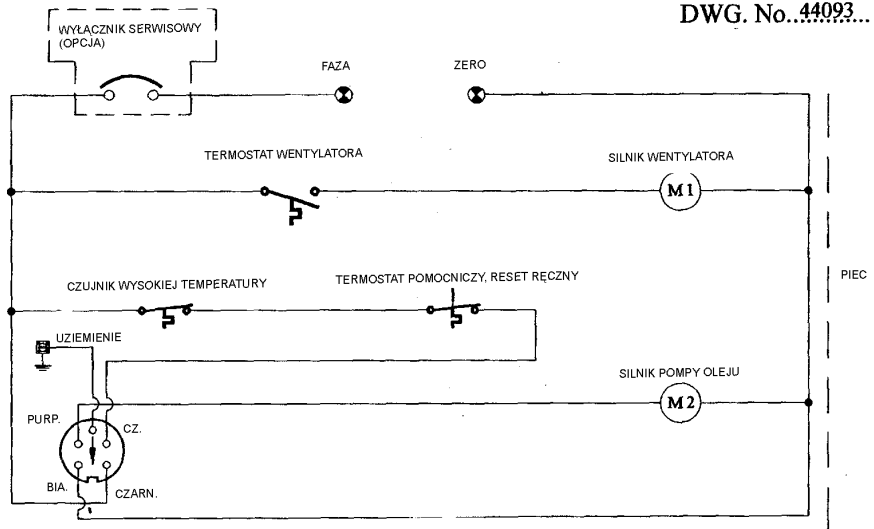 DWG. No..44093...
WYŁĄCZNIK SERWISOWY
(OPCJA)
FAZA
ZERO
TERMOSTAT WENTYLATORA
SILNIK WENTYLATORA
M1
CZUJNIK WYSOKIEJ TEMPERATURY
TERMOSTAT POMOCNICZY, RESET RĘCZNY
PIEC
UZIEMIENIE
SILNIK POMPY OLEJU
M2
PURP.
CZ.
BIA.
CZARN.